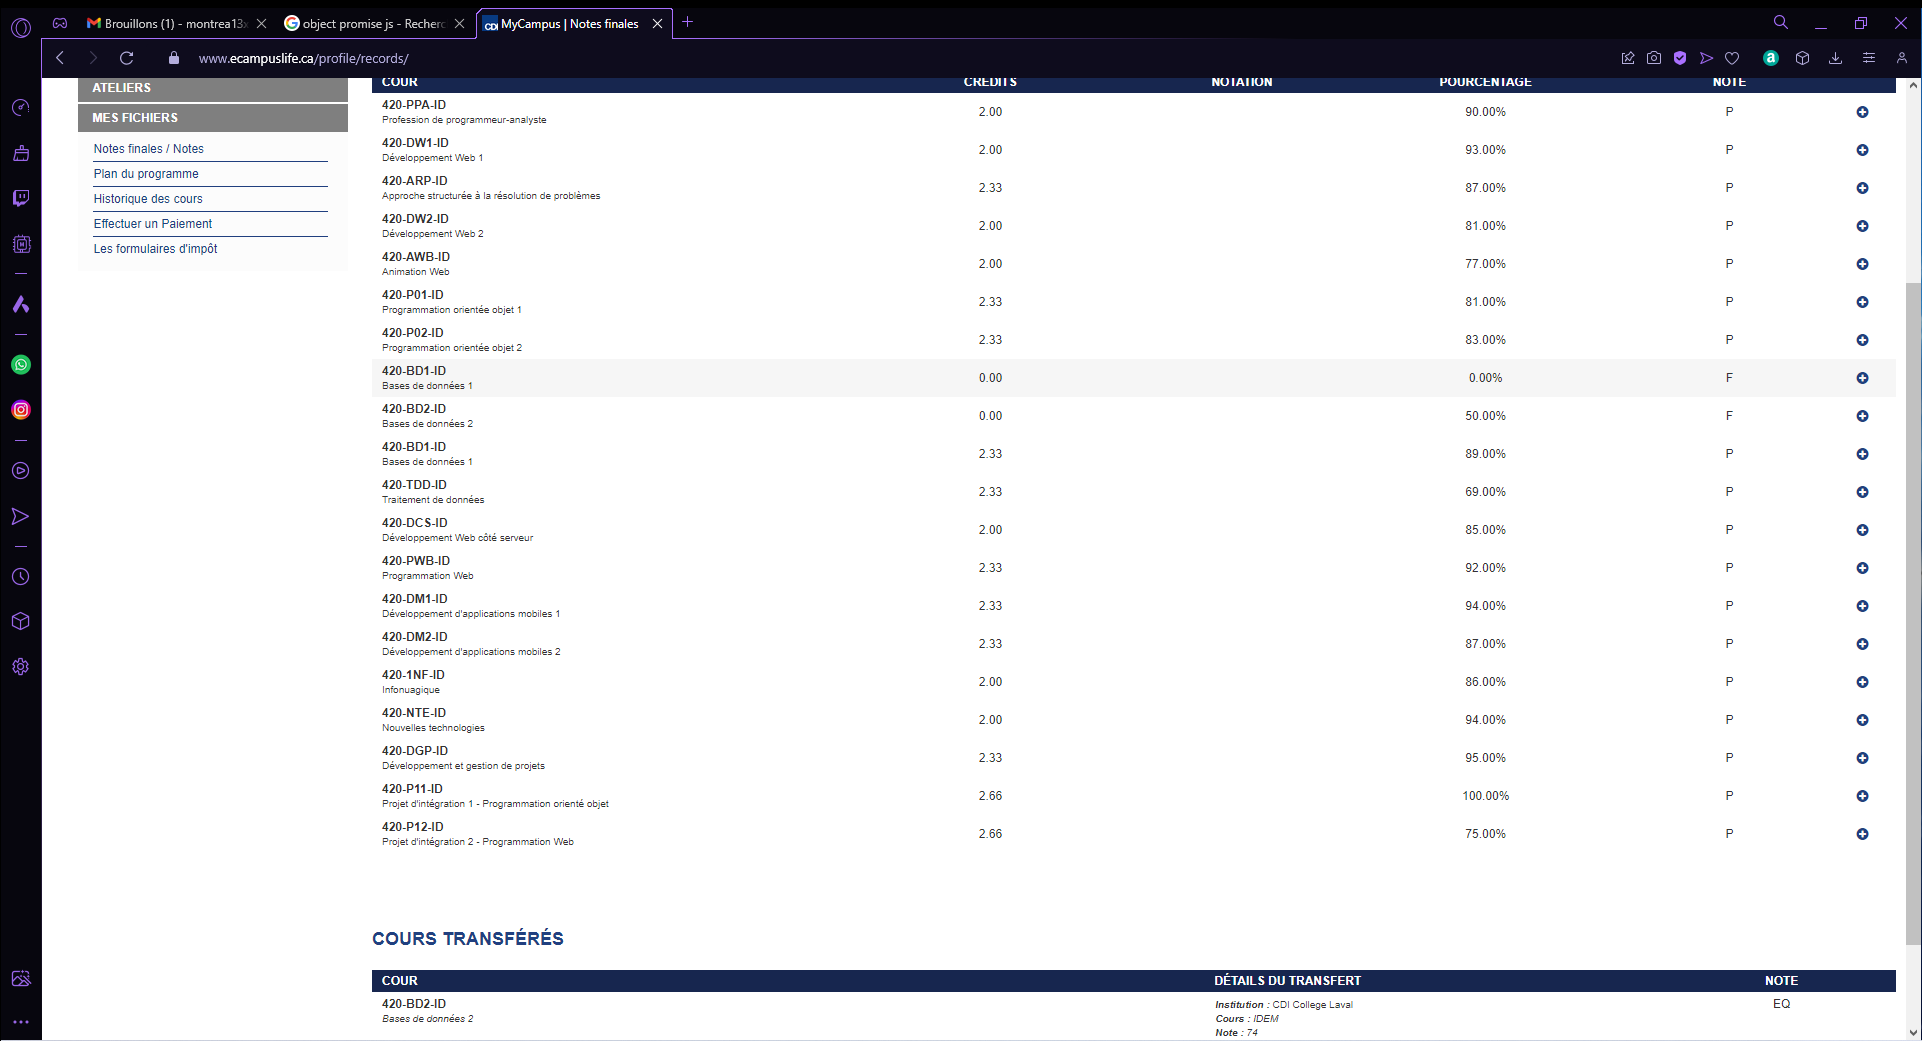 Brouillons (1) - montrea13
object promise js - Recherc
CDI MyCampus | Notes finales
www.ecampuslife.ca/profile/records/
ATELIERS
MES FICHIERS
Notes finales / Notes
Plan du programme
Historique des cours
Effectuer un Paiement
Les formulaires d'impôt
COUR CREDITS NOTATION POURCENTAGE NOTE
420-PPA-ID
Profession de programmeur-analyste
2.00 90.00% P
420-DW1-ID
Développement Web 1
2.00 93.00% P
420-ARP-ID
Approche structurée à la résolution de problèmes
2.33 87.00% P
420-DW2-ID
Développement Web 2
2.00 81.00% P
420-AWB-ID
Animation Web
2.00 77.00% P
420-P01-ID
Programmation orientée objet 1
2.33 81.00% P
420-P02-ID
Programmation orientée objet 2
2.33 83.00% P
420-BD1-ID
Bases de données 1
0.00 0.00% F
420-BD2-ID
Bases de données 2
0.00 50.00% F
420-BD1-ID
Bases de données 1
2.33 89.00% P
420-TDD-ID
Traitement de données
2.33 69.00% P
420-DCS-ID
Développement Web côté serveur
2.00 85.00% P
420-PWB-ID
Programmation Web
2.33 92.00% P
420-DM1-ID
Développement d'applications mobiles 1
2.33 94.00% P
420-DM2-ID
Développement d'applications mobiles 2
2.33 87.00% P
420-1NF-ID
Infonuagique
2.00 86.00% P
420-NTE-ID
Nouvelles technologies
2.00 94.00% P
420-DGP-ID
Développement et gestion de projets
2.33 95.00% P
420-P11-ID
Projet d'intégration 1 - Programmation orienté objet
2.66 100.00% P
420-P12-ID
Projet d'intégration 2 - Programmation Web
2.66 75.00% P
COURS TRANSFÉRÉS
COUR DÉTAILS DU TRANSFERT NOTE
420-BD2-ID
Bases de données 2
Institution : CDI College Laval
Cours : IDEM
Note : 74
EQ